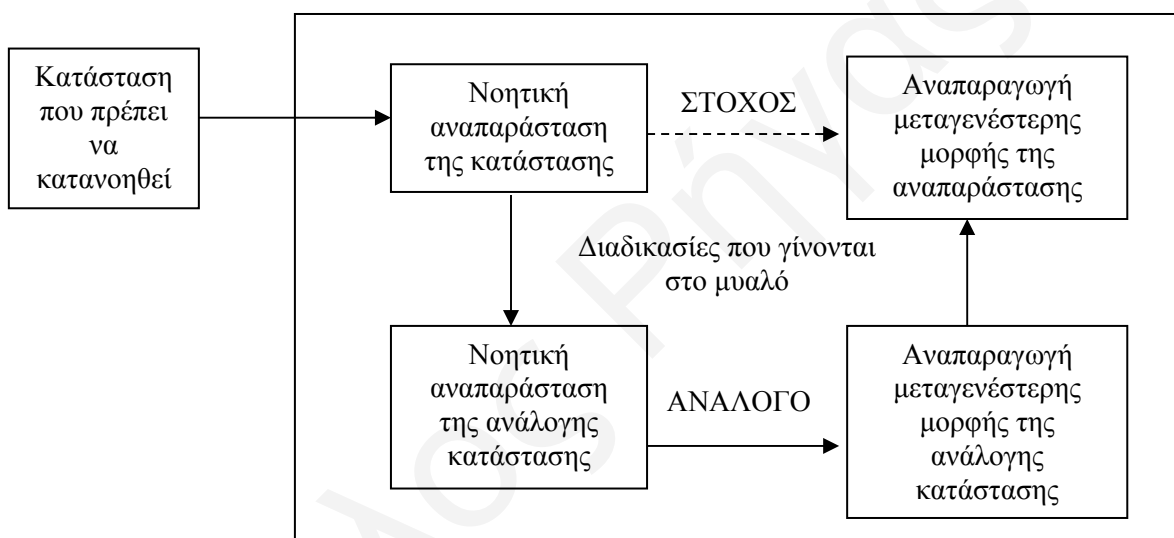 Κατάσταση
που πρέπει
να
κατανοηθεί
Νοητική
αναπαράσταση
της κατάστασης
ΣΤΟΧΟΣ
Αναπαραγωγή
μεταγενέστερης
μορφής της
αναπαράστασης
Διαδικασίες που γίνονται
στο μυαλό
Νοητική
αναπαράσταση
της ανάλογης
κατάστασης
ΑΝΑΛΟΓΟ
Αναπαραγωγή
μεταγενέστερης
μορφής της
ανάλογης
κατάστασης